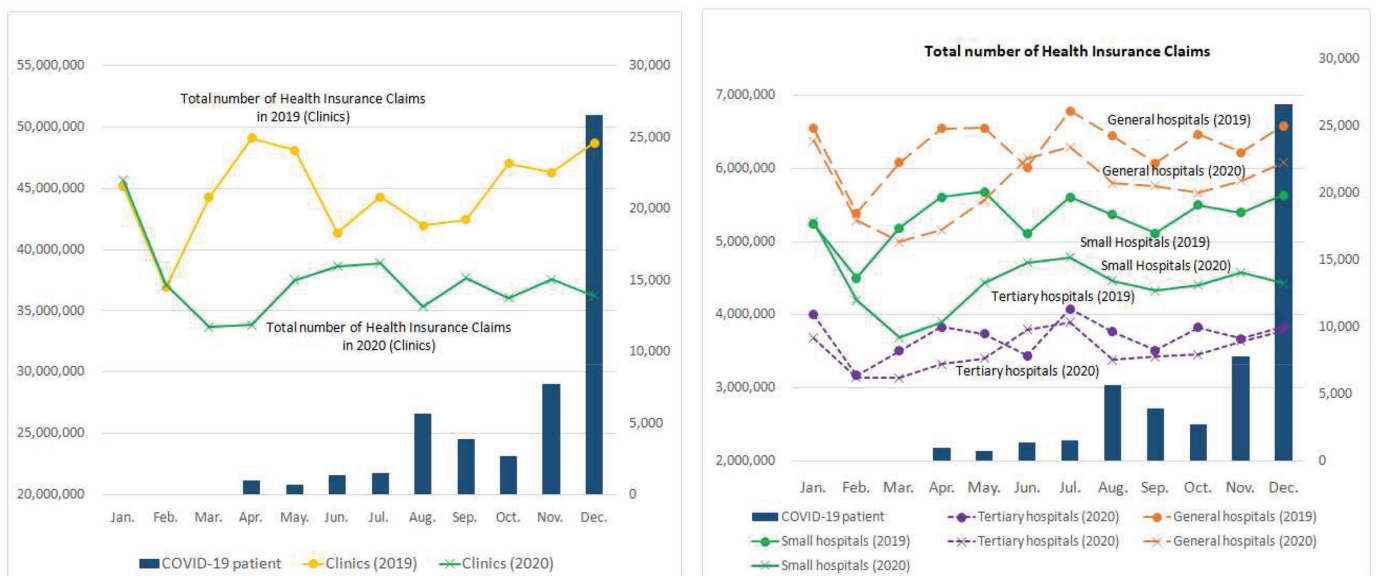 55,000,000
50,000,000
45,000,000
40,000,000
35,000,000
30,000,000
25,000,000
20,000,000
Total number of Health Insurance Claims
in 2019 (Clinics)
Total number of Health Insurance Claims
in 2020 (Clinics)
30,000
25,000
20,000
15,000
10,000
5,000
0
Jan. Feb. Mar. Apr. May. Jun. Jul. Aug. Sep. Oct. Nov. Dec.
COVID-19 patient Clinics (2019) Clinics (2020)
Total number of Health Insurance Claims
7,000,000
6,000,000
5,000,000
4,000,000
3,000,000
2,000,000
General hospitals (2019)
General hospitals (2020)
Small Hospitals (2019)
Small Hospitals (2020)
Tertiary hospitals (2019)
Tertiary hospitals (2020)
30,000
25,000
20,000
15,000
10,000
5,000
0
Jan. Feb. Mar. Apr. May. Jun. Jul. Aug. Sep. Oct. Nov. Dec.
COVID-19 patient Tertiary hospitals (2020) General hospitals (2019)
Small hospitals (2019) Tertiary hospitals (2020) General hospitals (2020)
Small hospitals (2020)